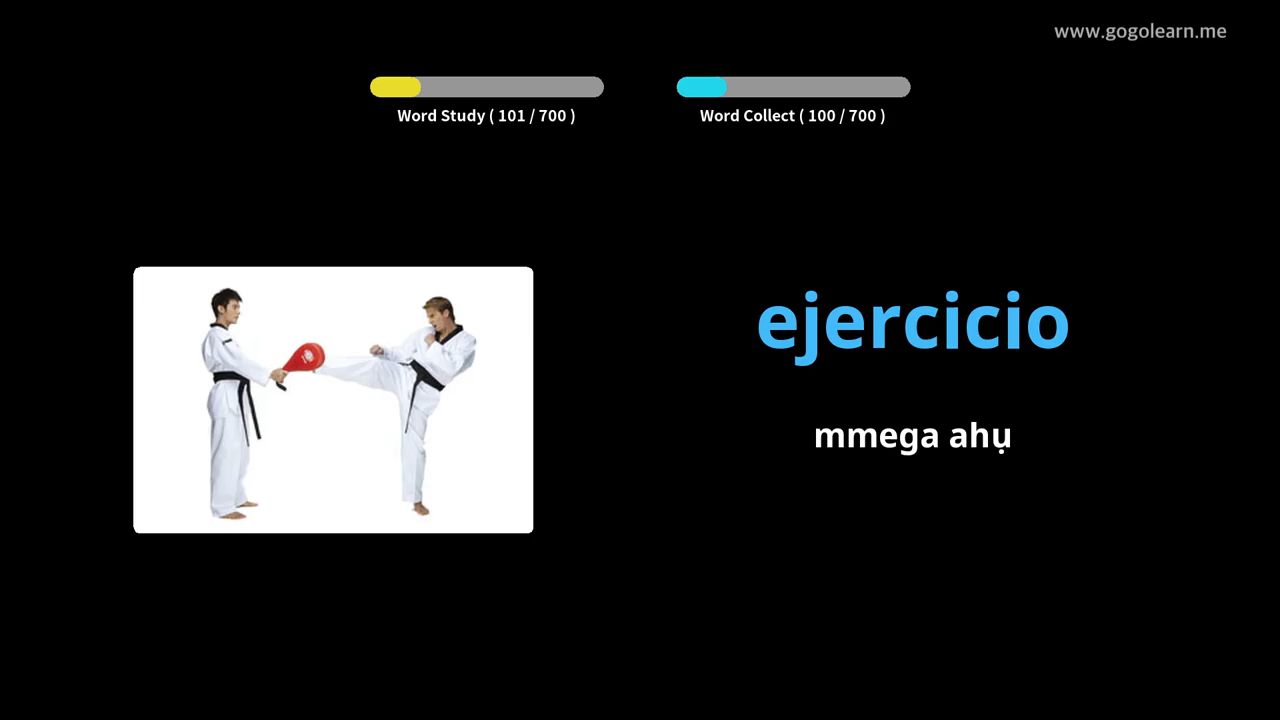 www.gogolearn.me
Word Study ( 101 / 700 )
Word Collect ( 100 / 700 )
ejercicio
mmega ahụ